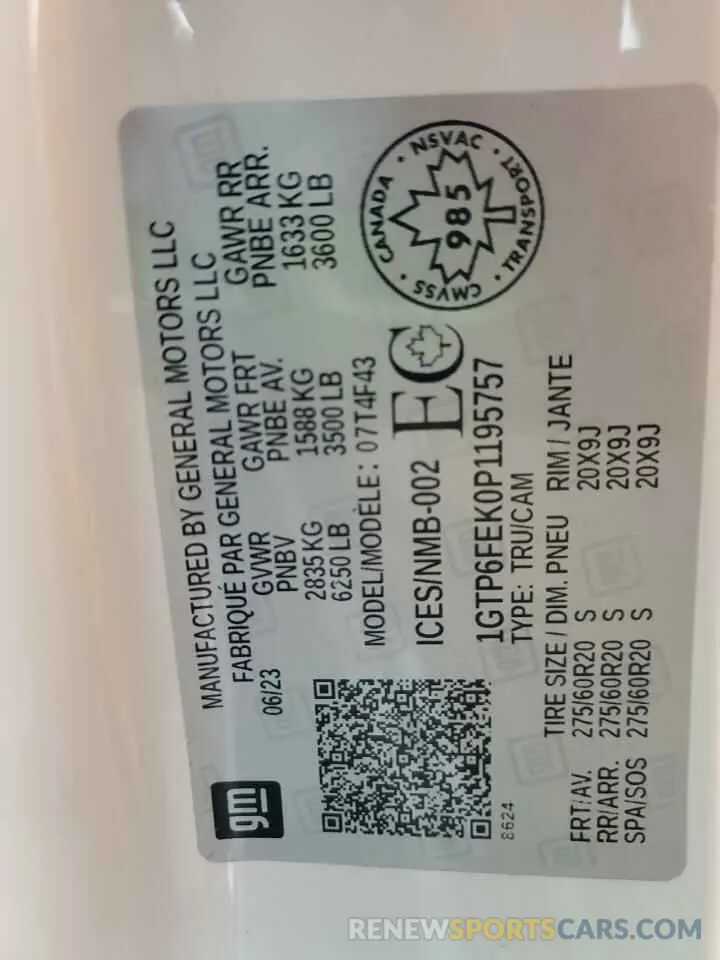 gm
MANUFACTURED BY GENERAL MOTORS LLC
FABRIQUÉ PAR GENERAL MOTORS LLC
06/23
GVWR GAWR FRT GAWR RR
PNBV PNBE AV. PNBE ARR.
2835 KG 1588 KG 1633 KG
6250 LB 3500 LB 3600 LB
MODEL/MODÈLE: 07T4F43
ICES/NMB-002 EC
CANADA · NSVAC · TRANSPORT · CMVSS ·
985
1GTP6FEK0P1195757
TYPE: TRU/CAM
8624
TIRE SIZE / DIM. PNEU RIM / JANTE
FRT/AV. 275/60R20 S 20X9J
RR/ARR. 275/60R20 S 20X9J
SPA/SOS 275/60R20 S 20X9J
RENEWSPORTSCARS.COM